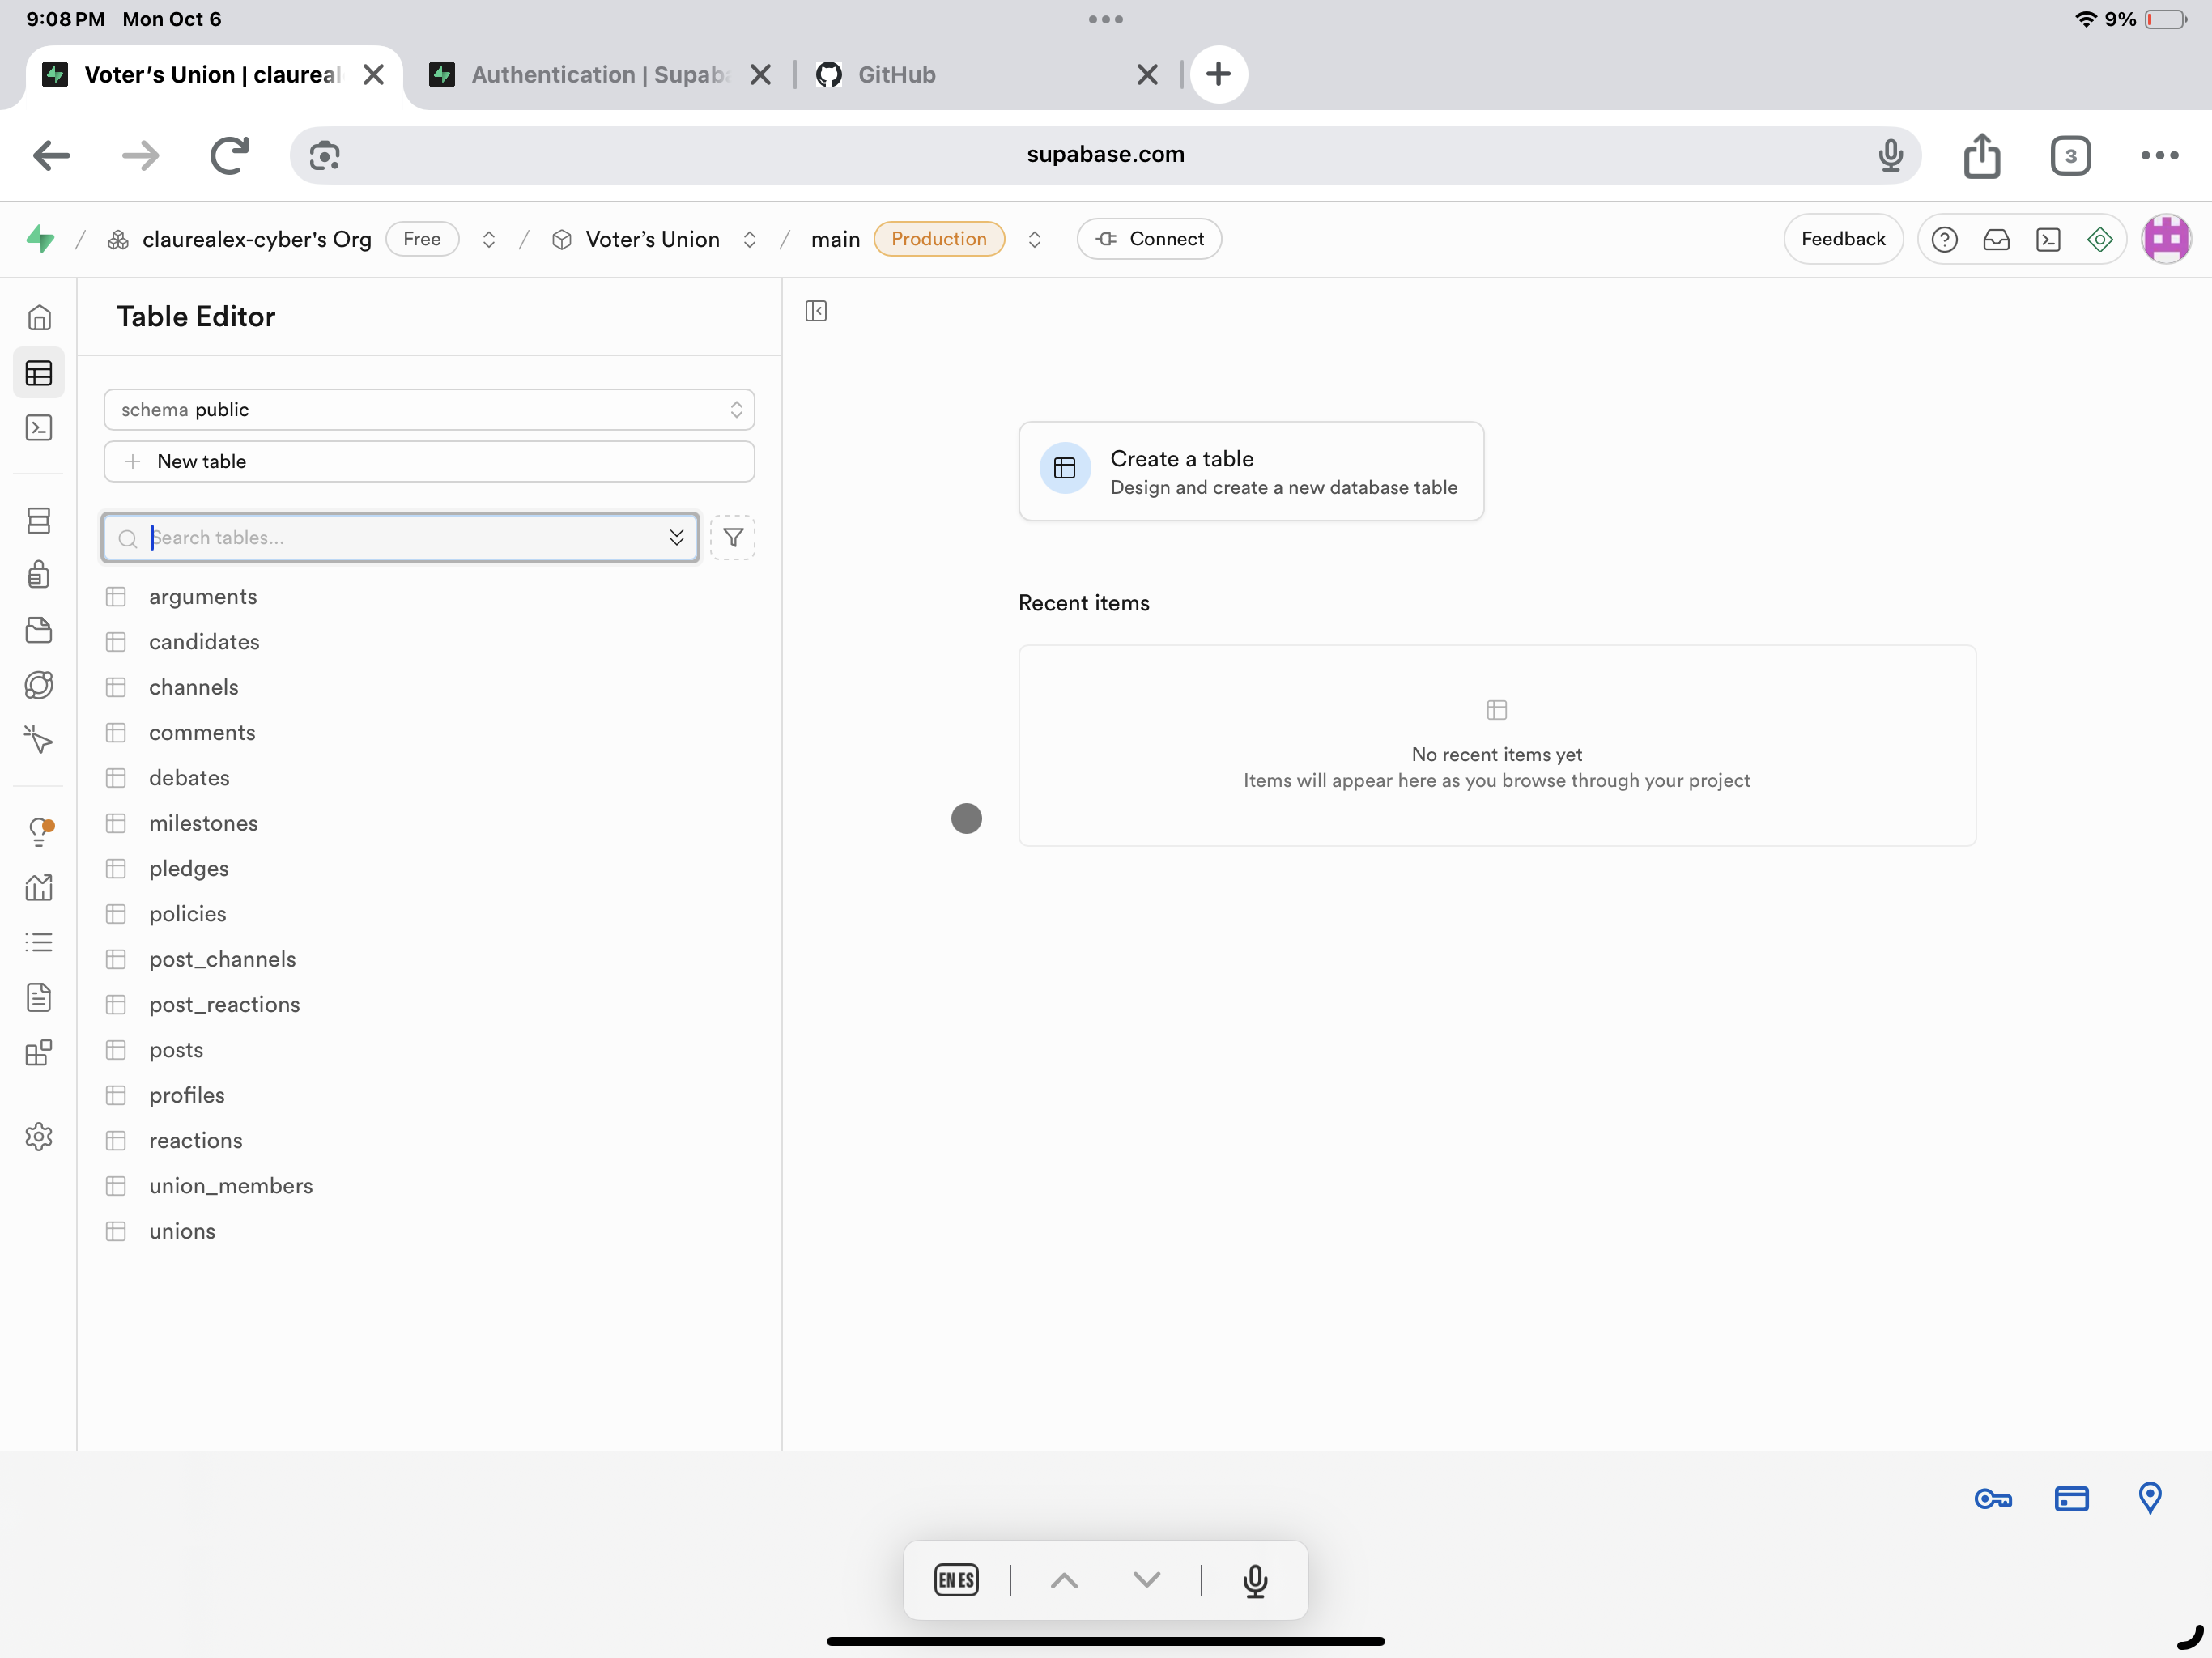 9:08 PM Mon Oct 6
9%
Voter's Union | claureal
Authentication | Supaba
GitHub
supabase.com
3
claurealex-cyber's Org
Free
Voter's Union
main
Production
Connect
Feedback
Table Editor
schema public
New table
Search tables...
arguments
candidates
channels
comments
debates
milestones
pledges
policies
post_channels
post_reactions
posts
profiles
reactions
union_members
unions
Create a table
Design and create a new database table
Recent items
No recent items yet
Items will appear here as you browse through your project
EN ES